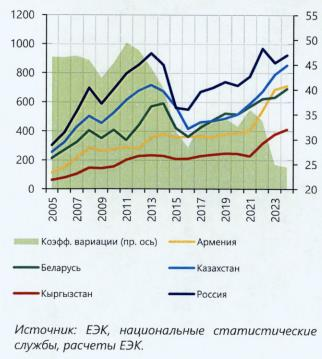 1200 55
1000 50
800 45
40
600 35
400 30
200 25
0 20
2005 2007 2009 2011 2013 2015 2017 2019 2021 2023
Коэфф. вариации (пр. ось) Армения
Беларусь Казахстан
Кыргызстан Россия
Источник: ЕЭК, национальные статистические
службы, расчеты ЕЭК.